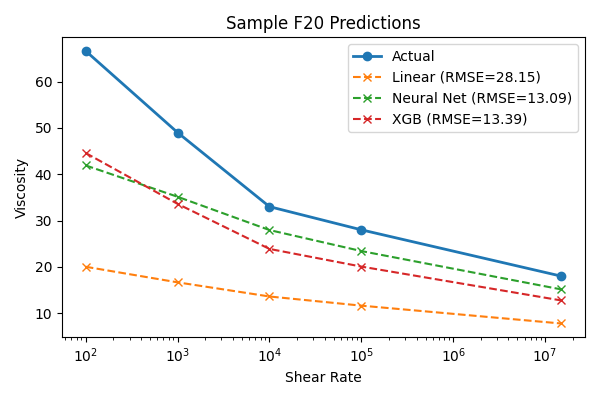 Sample F20 Predictions
Actual
Linear (RMSE=28.15)
Neural Net (RMSE=13.09)
XGB (RMSE=13.39)
Viscosity
60
50
40
30
20
10
10² 10³ 10⁴ 10⁵ 10⁶ 10⁷
Shear Rate